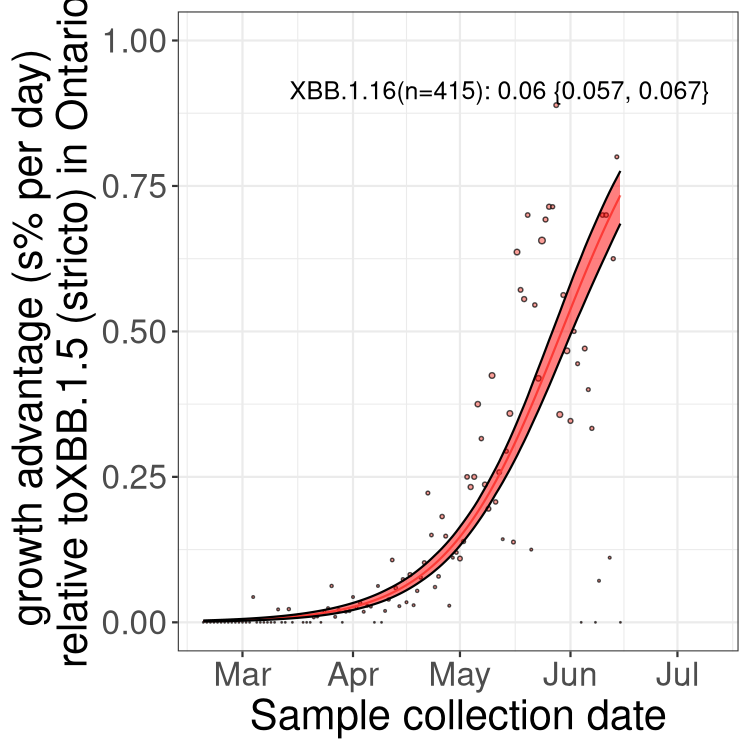 growth advantage (s% per day)
relative toXBB.1.5 (stricto) in Ontario
1.00
0.75
0.50
0.25
0.00
XBB.1.16(n=415): 0.06 {0.057, 0.067}
Mar Apr May Jun Jul
Sample collection date